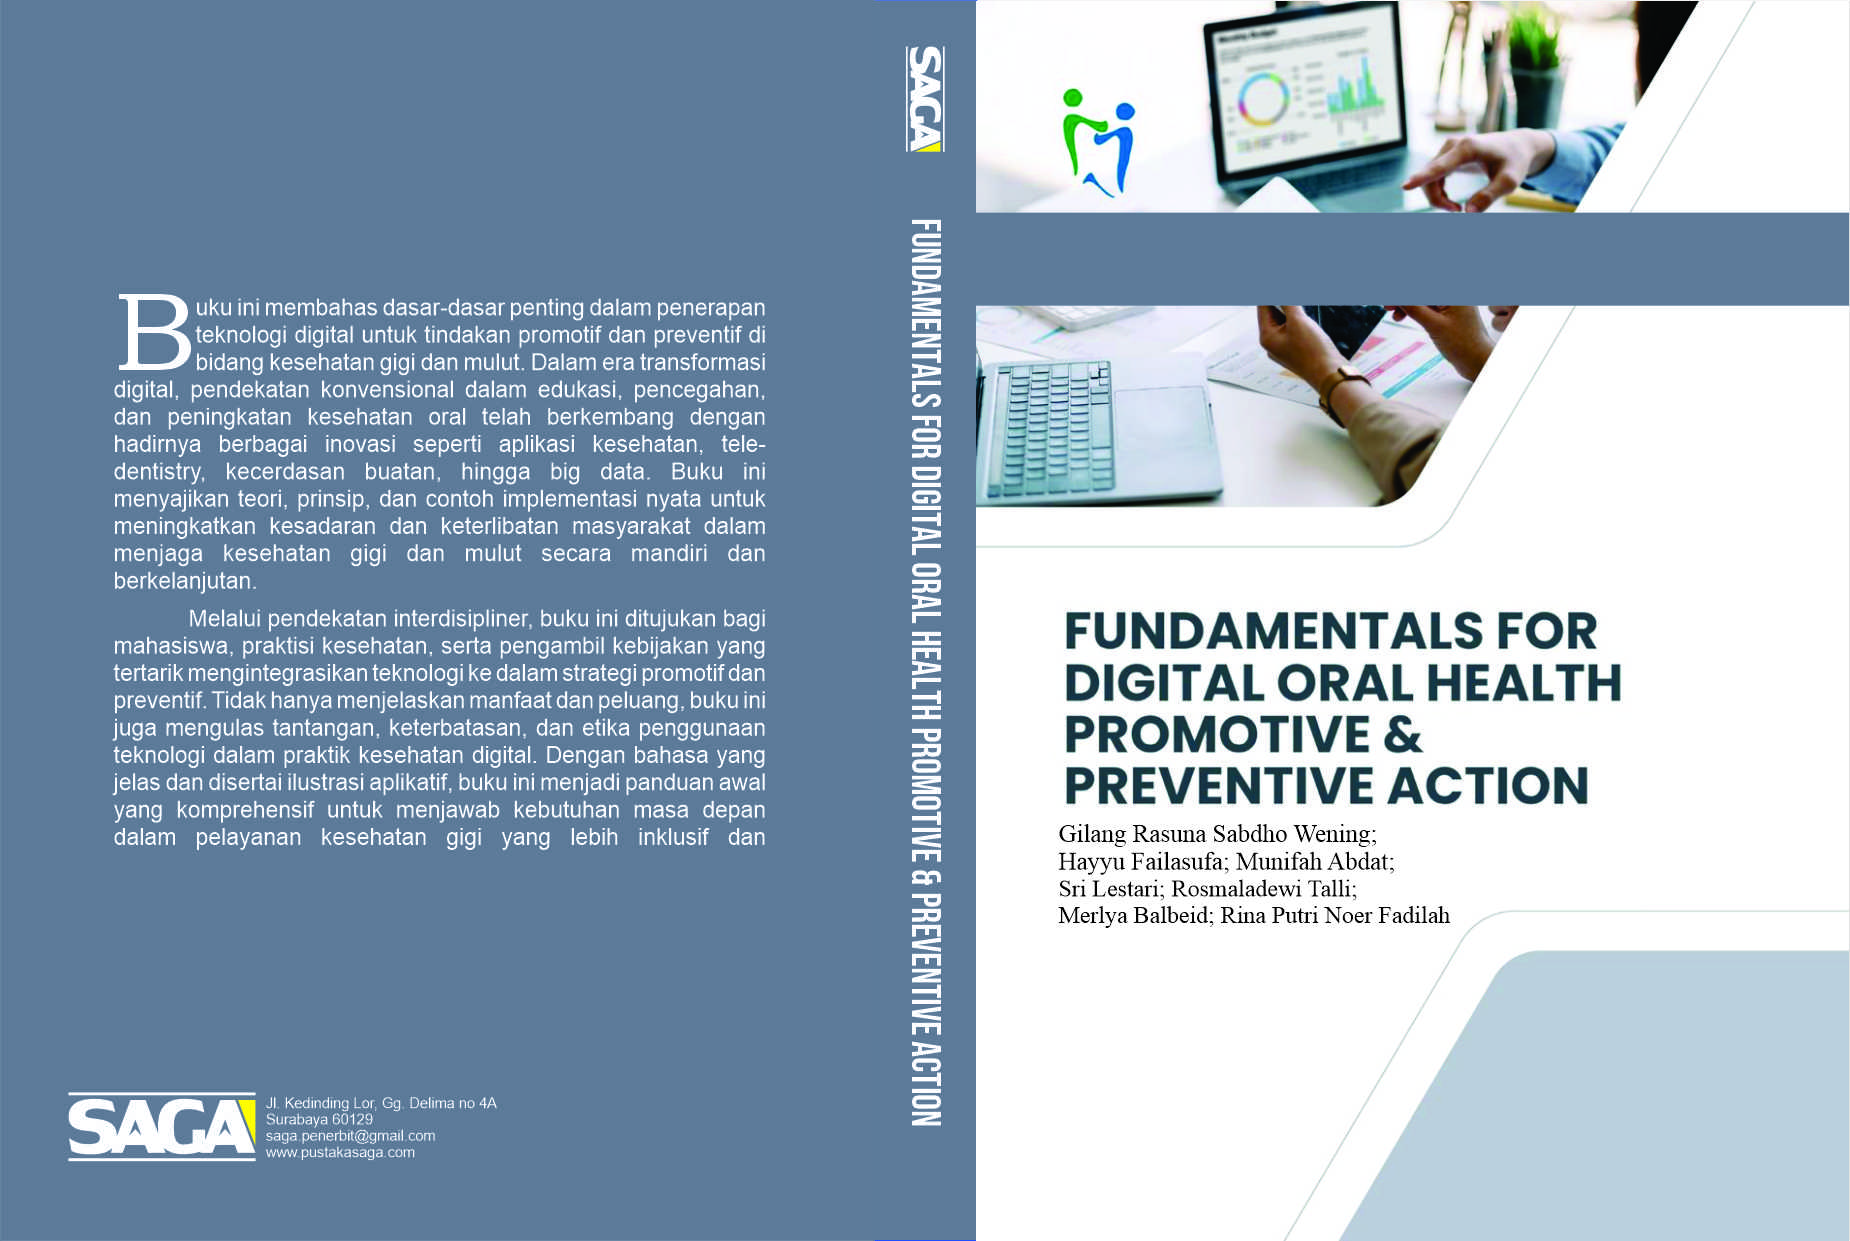 Buku ini membahas dasar-dasar penting dalam penerapan
teknologi digital untuk tindakan promotif dan preventif di
bidang kesehatan gigi dan mulut. Dalam era transformasi
digital, pendekatan konvensional dalam edukasi, pencegahan,
dan peningkatan kesehatan oral telah berkembang dengan
hadirnya berbagai inovasi seperti aplikasi kesehatan, tele-
dentistry, kecerdasan buatan, hingga big data. Buku ini
menyajikan teori, prinsip, dan contoh implementasi nyata untuk
meningkatkan kesadaran dan keterlibatan masyarakat dalam
menjaga kesehatan gigi dan mulut secara mandiri dan
berkelanjutan.
Melalui pendekatan interdisipliner, buku ini ditujukan bagi
mahasiswa, praktisi kesehatan, serta pengambil kebijakan yang
tertarik mengintegrasikan teknologi ke dalam strategi promotif dan
preventif. Tidak hanya menjelaskan manfaat dan peluang, buku ini
juga mengulas tantangan, keterbatasan, dan etika penggunaan
teknologi dalam praktik kesehatan digital. Dengan bahasa yang
jelas dan disertai ilustrasi aplikatif, buku ini menjadi panduan awal
yang komprehensif untuk menjawab kebutuhan masa depan
dalam pelayanan kesehatan gigi yang lebih inklusif dan
SAGA
Jl. Kedinding Lor, Gg. Delima no 4A
Surabaya 60129
saga.penerbit@gmail.com
www.pustakasaga.com
SAGA
FUNDAMENTALS FOR DIGITAL ORAL HEALTH PROMOTIVE & PREVENTIVE ACTION
FUNDAMENTALS FOR
DIGITAL ORAL HEALTH
PROMOTIVE &
PREVENTIVE ACTION
Gilang Rasuna Sabdho Wening;
Hayyu Failasufa; Munifah Abdat;
Sri Lestari; Rosmaladewi Talli;
Merlya Balbeid; Rina Putri Noer Fadilah